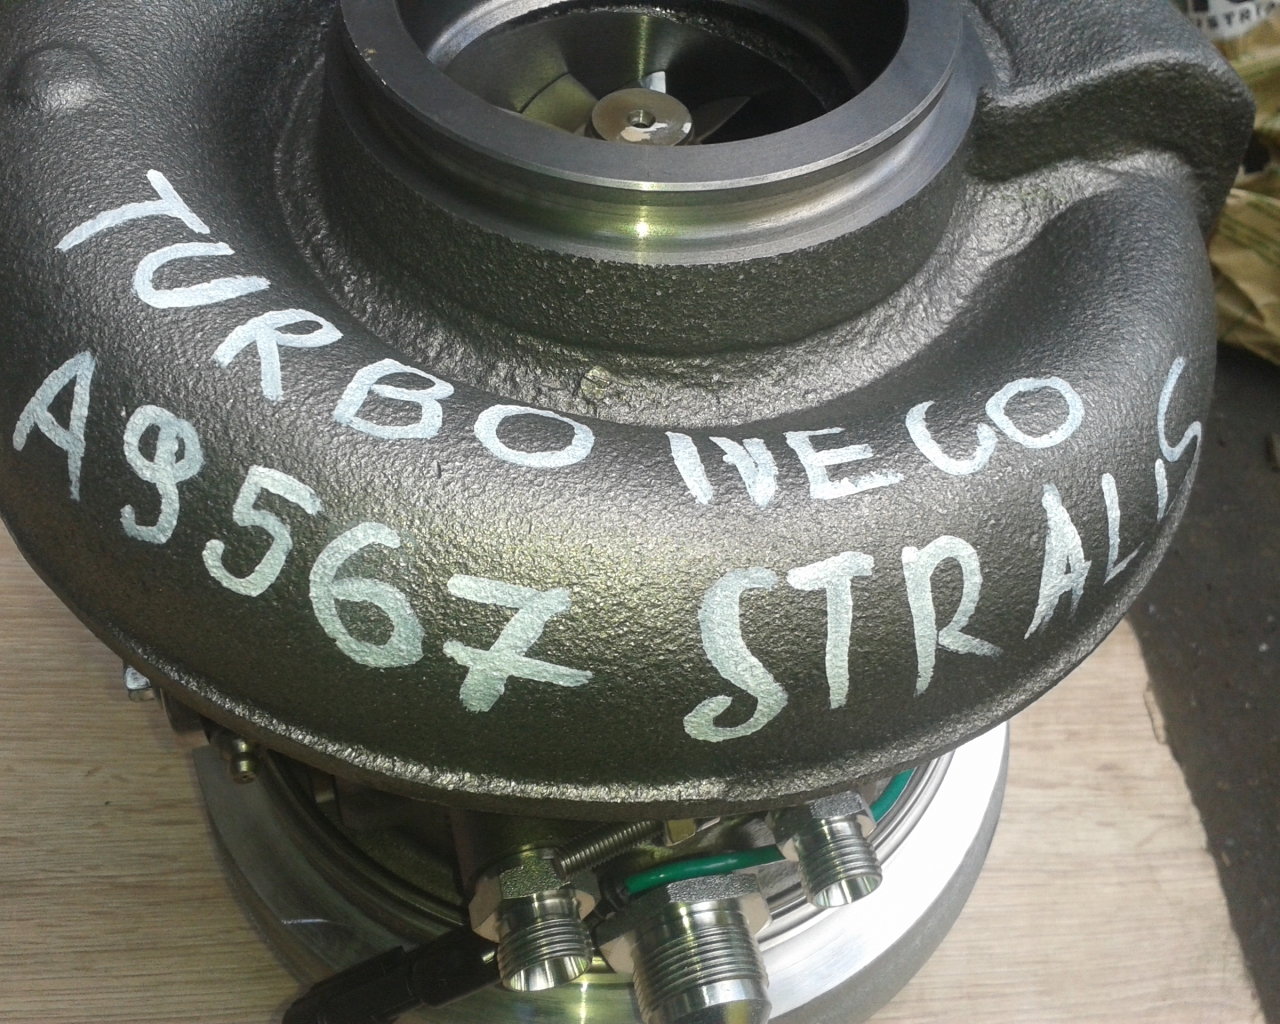 TURBO IVECO
A9567 STRALIS